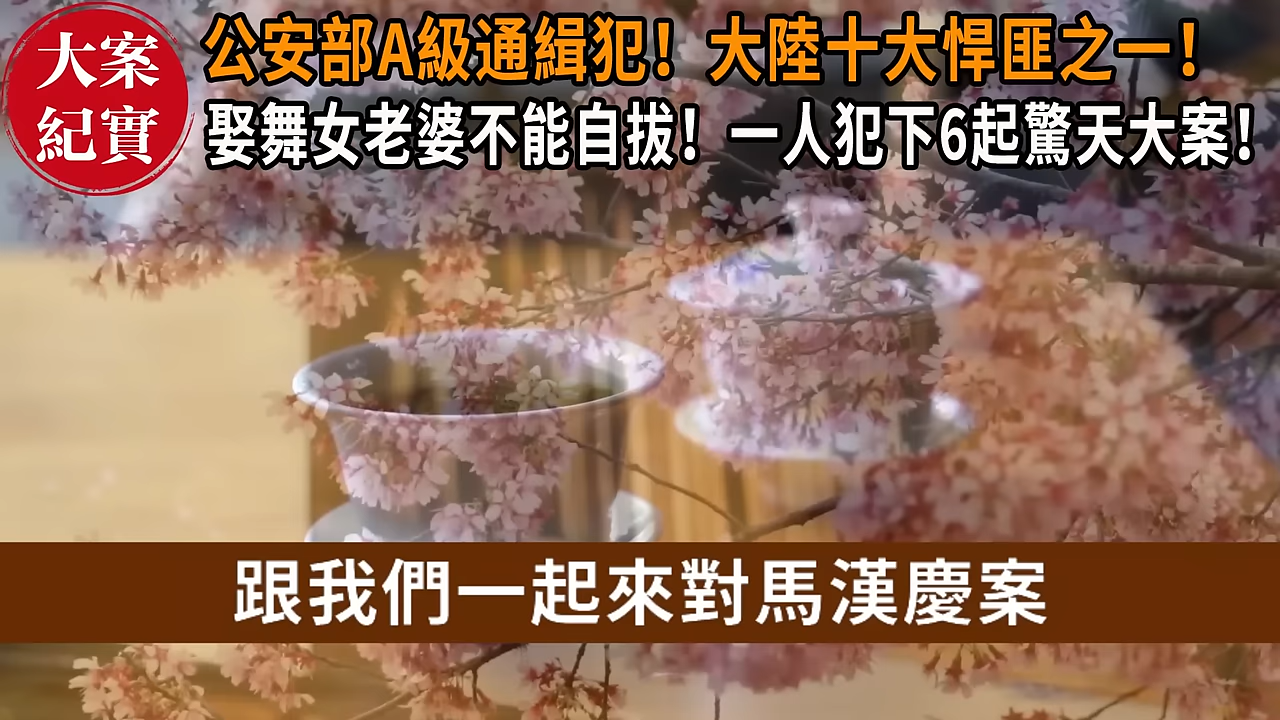 大案
紀實
公安部A級通緝犯！大陸十大悍匪之一！
娶舞女老婆不能自拔！一人犯下6起驚天大案！
跟我們一起來對馬漢慶案